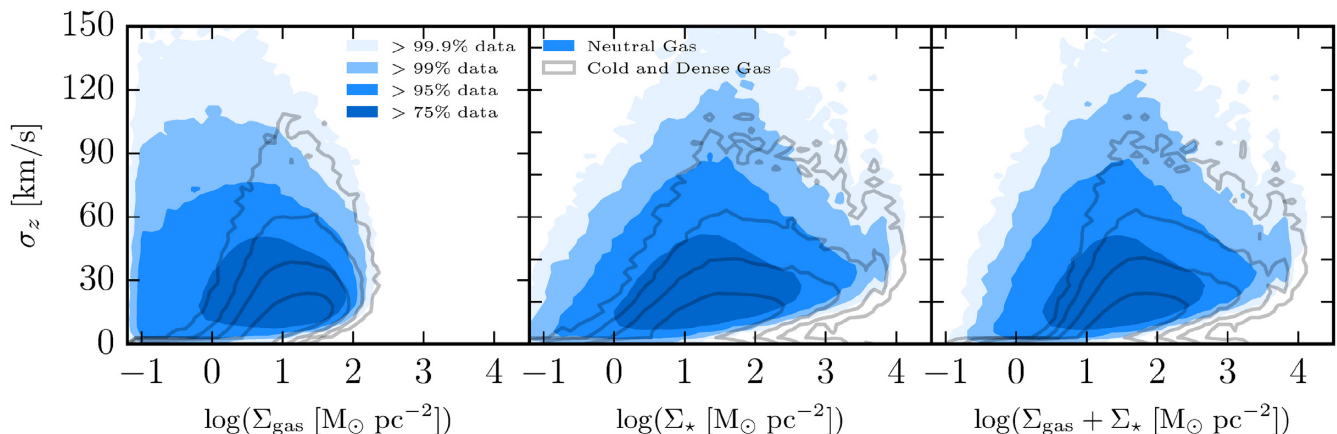 150
120
90
60
30
0
σz [km/s]
> 99.9% data
> 99% data
> 95% data
> 75% data
Neutral Gas
Cold and Dense Gas
−1 0 1 2 3 4
−1 0 1 2 3 4
−1 0 1 2 3 4
log(Σgas [M⊙ pc⁻²])
log(Σ⋆ [M⊙ pc⁻²])
log(Σgas + Σ⋆ [M⊙ pc⁻²])